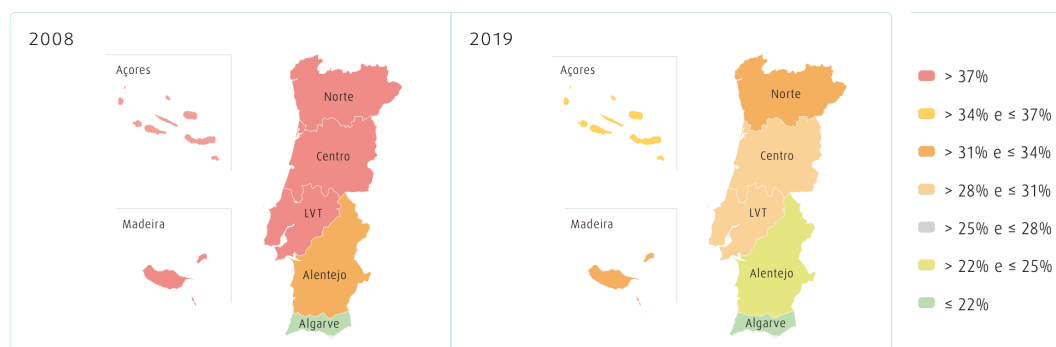 2008
Açores
Norte
Centro
LVT
Madeira
Alentejo
Algarve
2019
Açores
Norte
Centro
LVT
Madeira
Alentejo
Algarve
> 37%
> 34% e ≤ 37%
> 31% e ≤ 34%
> 28% e ≤ 31%
> 25% e ≤ 28%
> 22% e ≤ 25%
≤ 22%